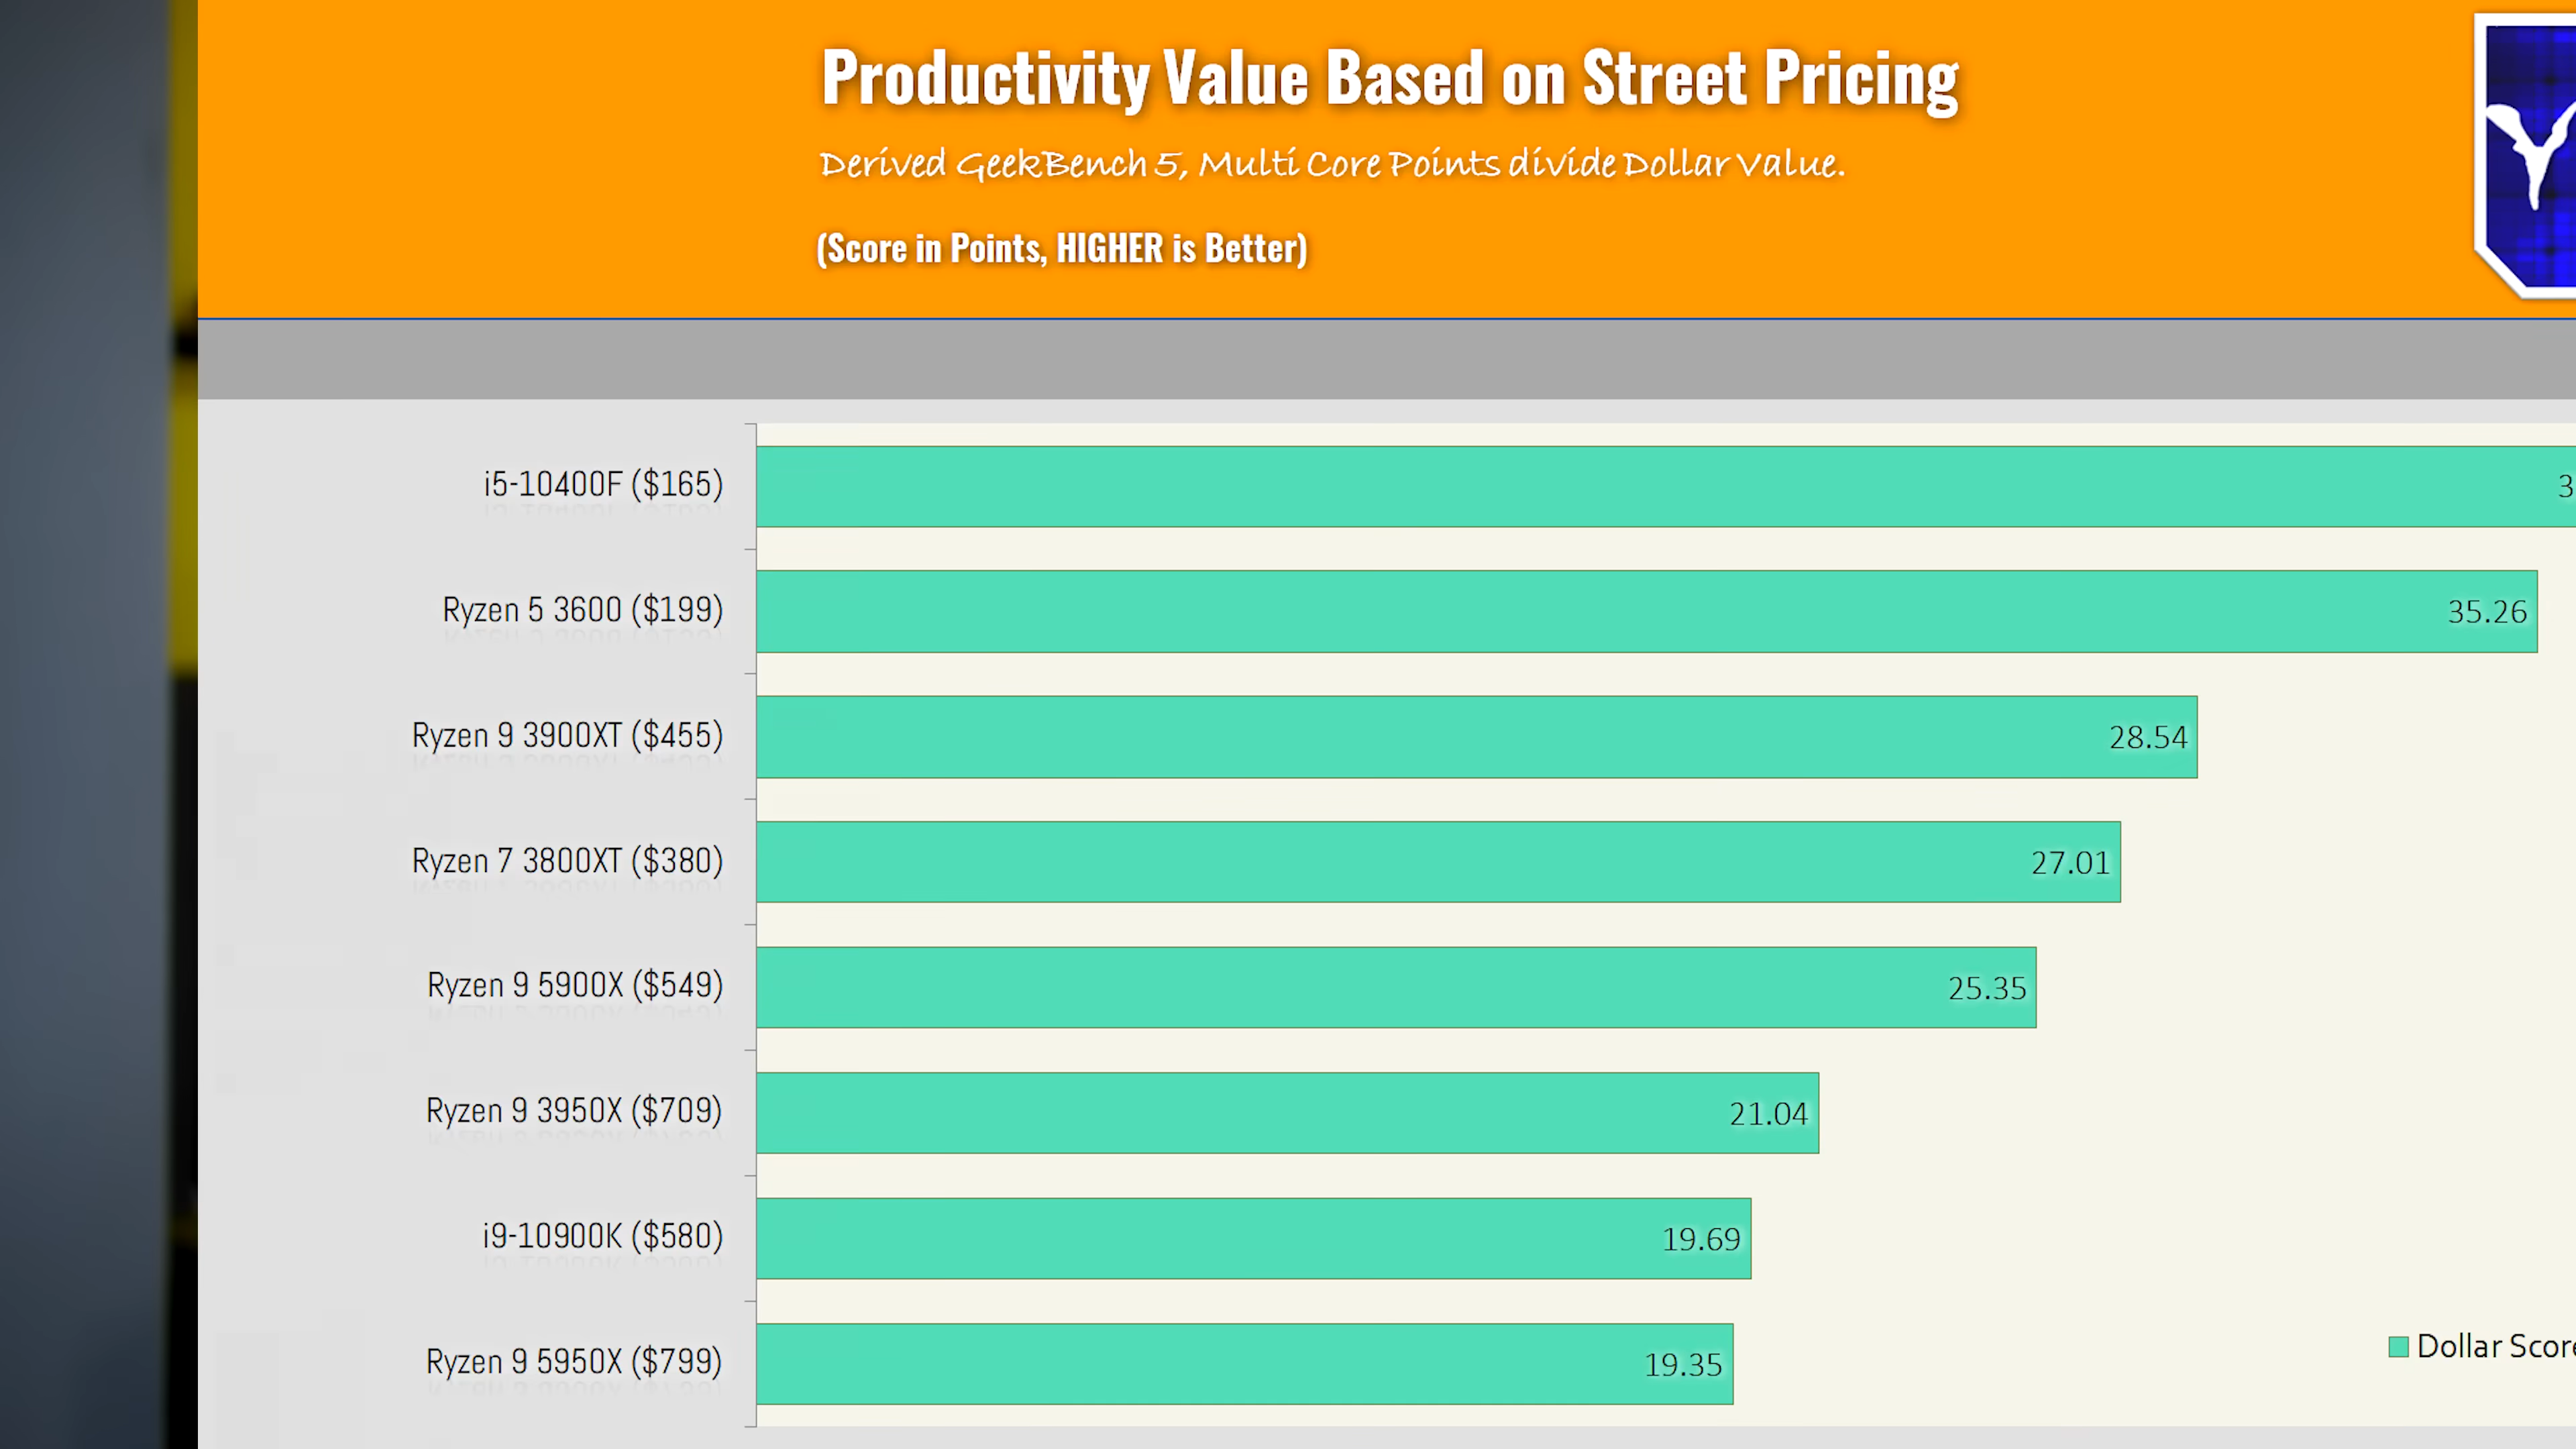 Productivity Value Based on Street Pricing
Derived GeekBench 5, Multi Core Points divide Dollar Value.
(Score in Points, HIGHER is Better)
i5-10400F ($165)
Ryzen 5 3600 ($199) 35.26
Ryzen 9 3900XT ($455) 28.54
Ryzen 7 3800XT ($380) 27.01
Ryzen 9 5900X ($549) 25.35
Ryzen 9 3950X ($709) 21.04
i9-10900K ($580) 19.69
Ryzen 9 5950X ($799) 19.35
Dollar Score